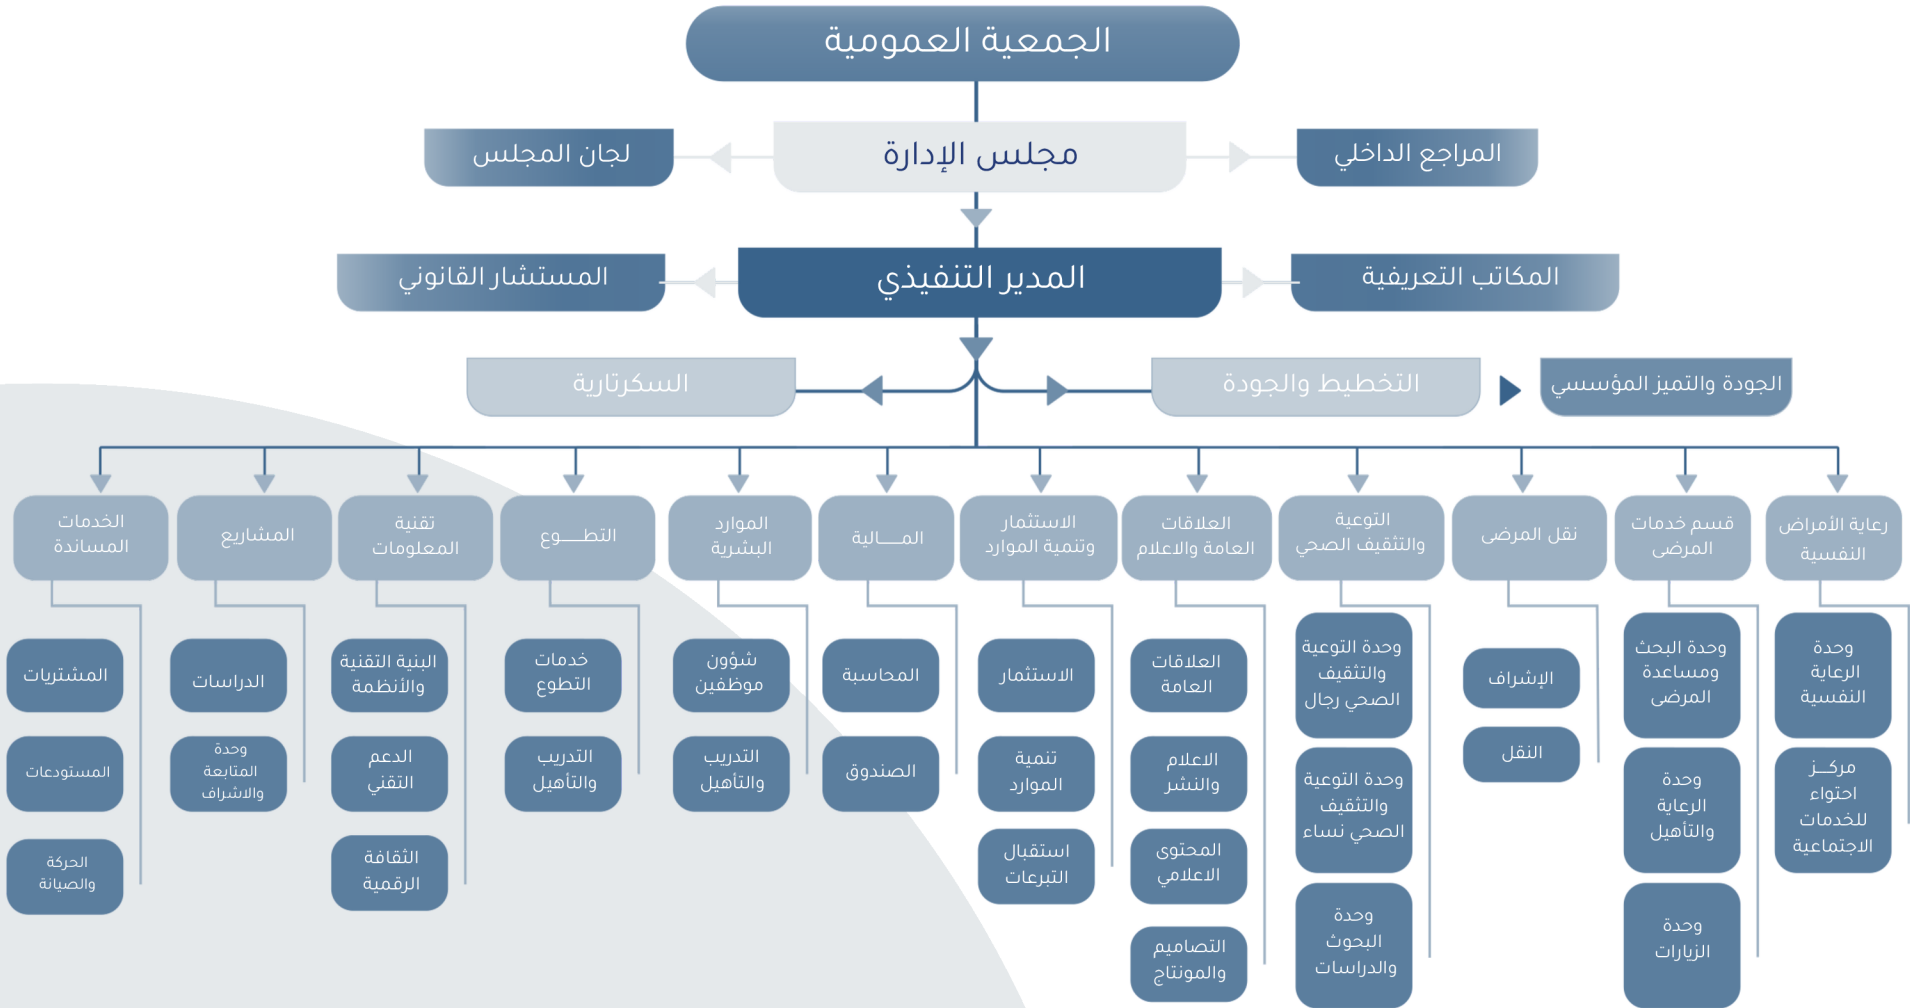 الجمعية العمومية
المراجع الداخلي
مجلس الإدارة
لجان المجلس
المكاتب التعريفية
المدير التنفيذي
المستشار القانوني
الجودة والتميز المؤسسي
التخطيط والجودة
السكرتارية
رعاية الأمراض
النفسية
قسم خدمات
المرضى
نقل المرضى
التوعية
والتثقيف الصحي
العلاقات
العامة والاعلام
الاستثمار
وتنمية الموارد
المـــــالية
الموارد
البشرية
التطـــــوع
تقنية
المعلومات
المشاريع
الخدمات
المساندة
وحدة
الرعاية
النفسية
مركـــز
احتواء
للخدمات
الاجتماعية
وحدة البحث
ومساعدة
المرضى
وحدة
الرعاية
والتأهيل
وحدة
الزيارات
الإشراف
النقل
وحدة التوعية
والتثقيف
الصحي رجال
وحدة التوعية
والتثقيف
الصحي نساء
وحدة
البحوث
والدراسات
العلاقات
العامة
الاعلام
والنشر
المحتوى
الاعلامي
التصاميم
والمونتاج
الاستثمار
تنمية
الموارد
استقبال
التبرعات
المحاسبة
الصندوق
شؤون
موظفين
التدريب
والتأهيل
خدمات
التطوع
التدريب
والتأهيل
البنية التقنية
والأنظمة
الدعم
التقني
الثقافة
الرقمية
الدراسات
وحدة
المتابعة
والاشراف
المشتريات
المستودعات
الحركة
والصيانة